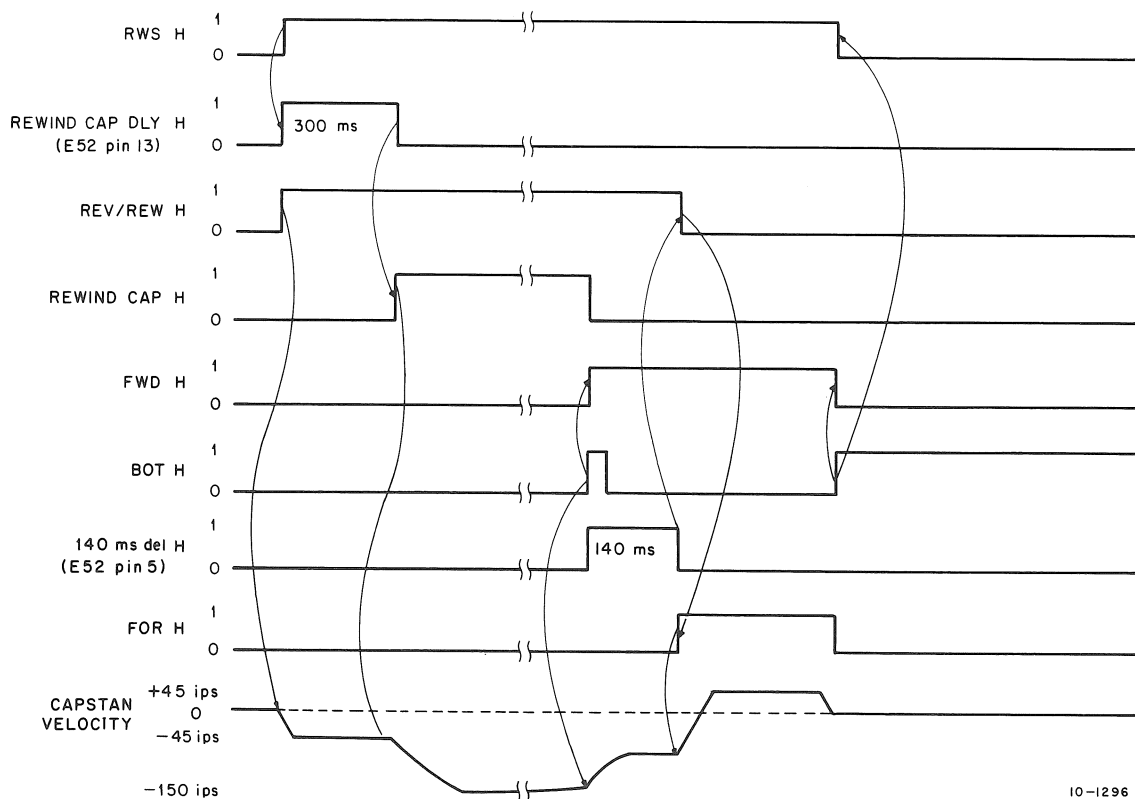 RWS H
1
0
REWIND CAP DLY H
(E52 pin 13)
1
0
300 ms
REV/REW H
1
0
REWIND CAP H
1
0
FWD H
1
0
BOT H
1
0
140 ms del H
(E52 pin 5)
1
0
140 ms
FOR H
1
0
CAPSTAN
VELOCITY
+45 ips
0
-45 ips
-150 ips
10-1296